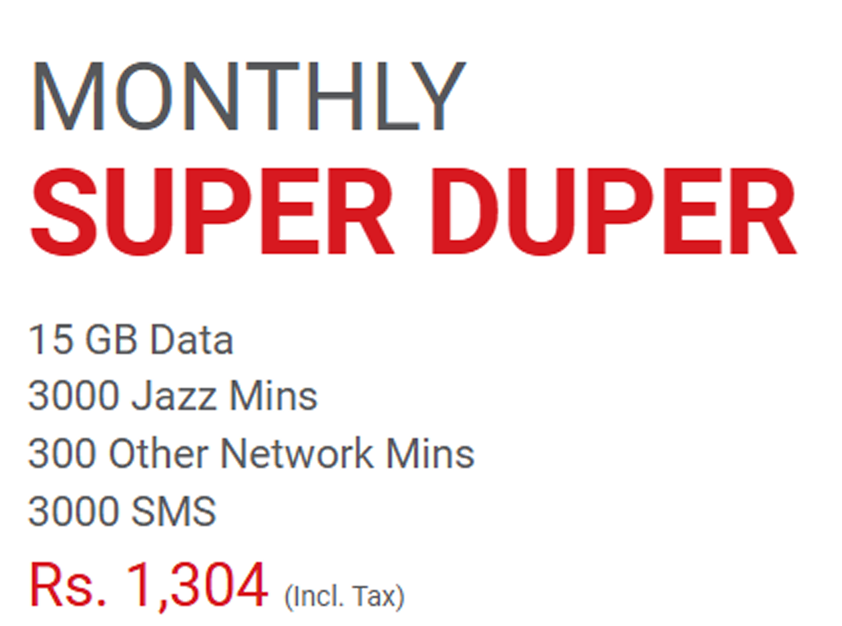 MONTHLY
SUPER DUPER
15 GB Data
3000 Jazz Mins
300 Other Network Mins
3000 SMS
Rs. 1,304 (Incl. Tax)